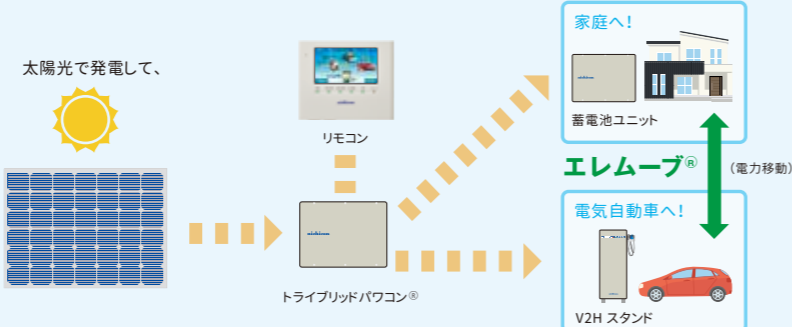 太陽光で発電して、
リモコン
nichicon
トライブリッドパワコン®
家庭へ!
蓄電池ユニット
エレムーブ®
(電力移動)
電気自動車へ!
V2H スタンド